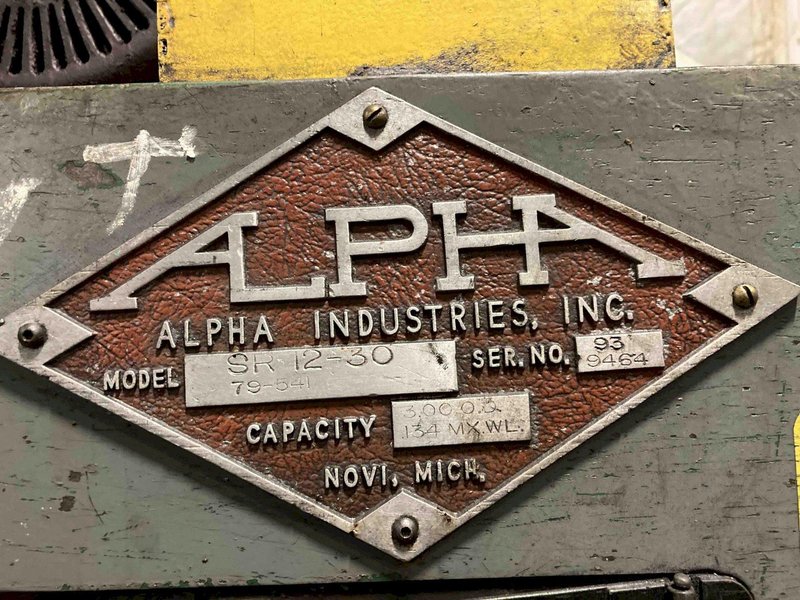 ALPHA
ALPHA INDUSTRIES, INC.
MODEL SR-12-30 SER. NO. 93
79-541 9464
CAPACITY 3.00 O.D.
134 MX WL.
NOVI, MICH.